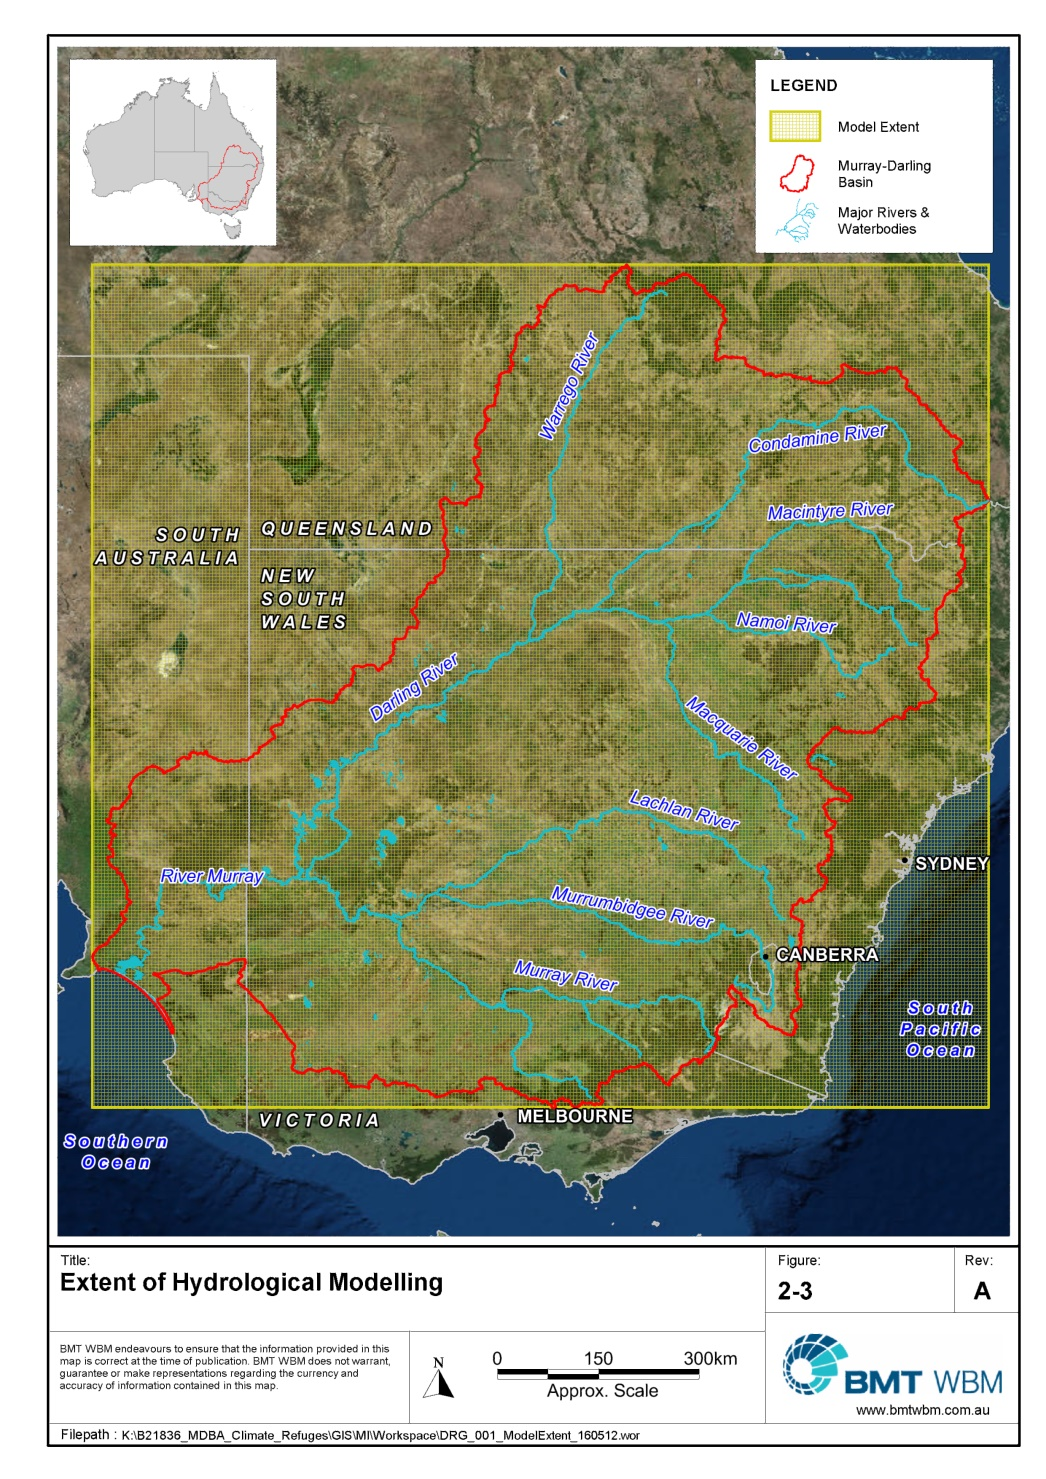 LEGEND
Model Extent
Murray-Darling
Basin
Major Rivers &
Waterbodies
Warrego River
Condamine River
Macintyre River
SOUTH
AUSTRALIA
QUEENSLAND
NEW
SOUTH
WALES
Namoi River
Darling River
Macquarie River
Lachlan River
SYDNEY
River Murray
Murrumbidgee River
CANBERRA
Murray River
South
Pacific
Ocean
VICTORIA
MELBOURNE
Southern
Ocean
Title:
Extent of Hydrological Modelling
Figure:
2-3
Rev:
A
BMT WBM endeavours to ensure that the information provided in this
map is correct at the time of publication. BMT WBM does not warrant,
guarantee or make representations regarding the currency and
accuracy of information contained in this map.
N
0 150 300km
Approx. Scale
BMT WBM
www.bmtwbm.com.au
Filepath : K:\B21836_MDBA_Climate_Refuges\GIS\MI\Workspace\DRG_001_ModelExtent_160512.wor